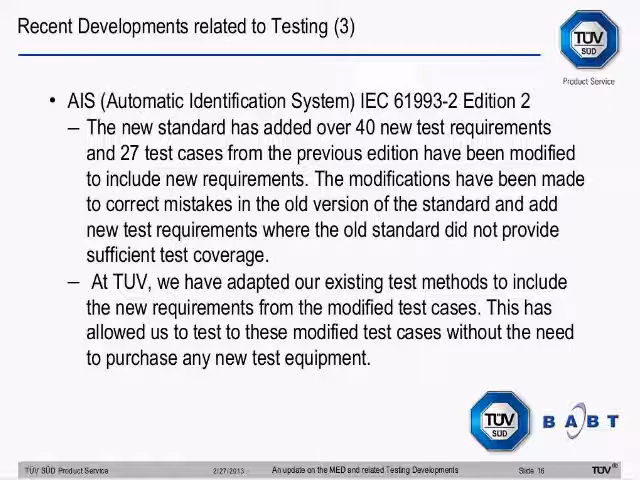 Recent Developments related to Testing (3)
TÜV
SÜD
Product Service
• AIS (Automatic Identification System) IEC 61993-2 Edition 2
– The new standard has added over 40 new test requirements
and 27 test cases from the previous edition have been modified
to include new requirements. The modifications have been made
to correct mistakes in the old version of the standard and add
new test requirements where the old standard did not provide
sufficient test coverage.
– At TUV, we have adapted our existing test methods to include
the new requirements from the modified test cases. This has
allowed us to test to these modified test cases without the need
to purchase any new test equipment.
TÜV
SÜD
BABT
TÜV SÜD Product Service 2/27/2013 An update on the MED and related Testing Developments Slide 16 TÜV®